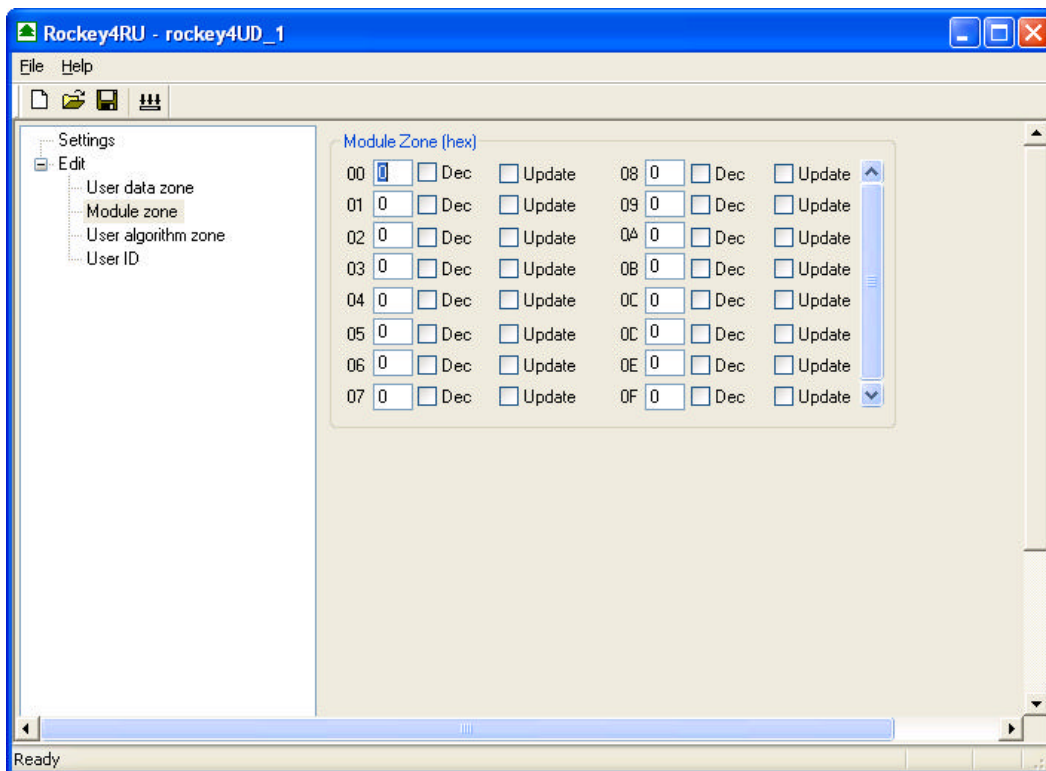 Rockey4RU - rockey4UD_1
File Help
Settings
Edit
User data zone
Module zone
User algorithm zone
User ID
Module Zone (hex)
00 0 Dec Update 08 0 Dec Update
01 0 Dec Update 09 0 Dec Update
02 0 Dec Update 0A 0 Dec Update
03 0 Dec Update 0B 0 Dec Update
04 0 Dec Update 0C 0 Dec Update
05 0 Dec Update 0C 0 Dec Update
06 0 Dec Update 0E 0 Dec Update
07 0 Dec Update 0F 0 Dec Update
Ready